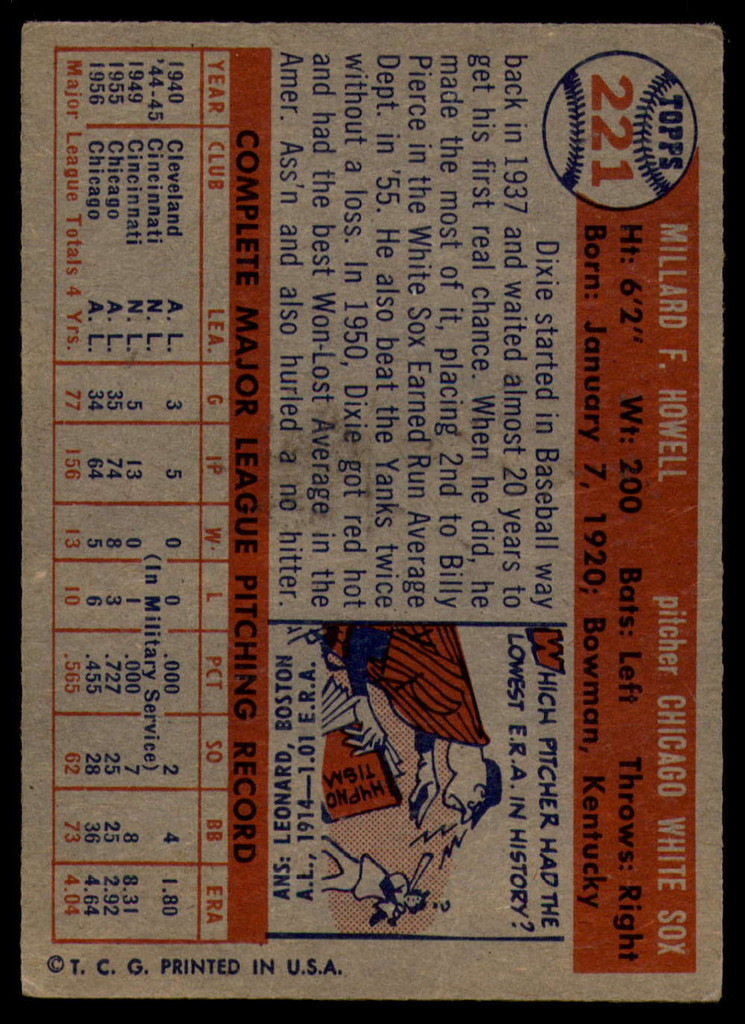 TOPPS
221
MILLARD F. HOWELL pitcher CHICAGO WHITE SOX
Ht: 6'2" Wt: 200 Bats: Left Throws: Right
Born: January 7, 1920; Bowman, Kentucky
Dixie started in Baseball way
back in 1937 and waited almost 20 years to
get his first real chance. When he did, he
made the most of it, placing 2nd to Billy
Pierce in the White Sox Earned Run Average
Dept. in '55. He also beat the Yanks twice
without a loss. In 1950, Dixie got red hot
and had the best Won-Lost Average in the
Amer. Ass'n and also hurled a no hitter.
WHICH PITCHER HAD THE
LOWEST E.R.A. IN HISTORY?
HYPNO
TISM
?
ANS: LEONARD, BOSTON
A.L., 1914—1.01 E.R.A.
COMPLETE MAJOR LEAGUE PITCHING RECORD
YEAR CLUB LEA. G IP W. L PCT SO BB ERA
1940 Cleveland A. L. 3 5 0 0 .000 2 4 1.80
'44-45 Cincinnati N. L. (In Military Service)
1949 Cincinnati N. L. 5 13 0 1 .000 7 8 8.31
1955 Chicago A. L. 35 74 8 3 .727 25 25 2.92
1956 Chicago A. L. 34 64 5 6 .455 28 36 4.64
Major League Totals 4 Yrs. 77 156 13 10 .565 62 73 4.04
© T. C. G. PRINTED IN U.S.A.